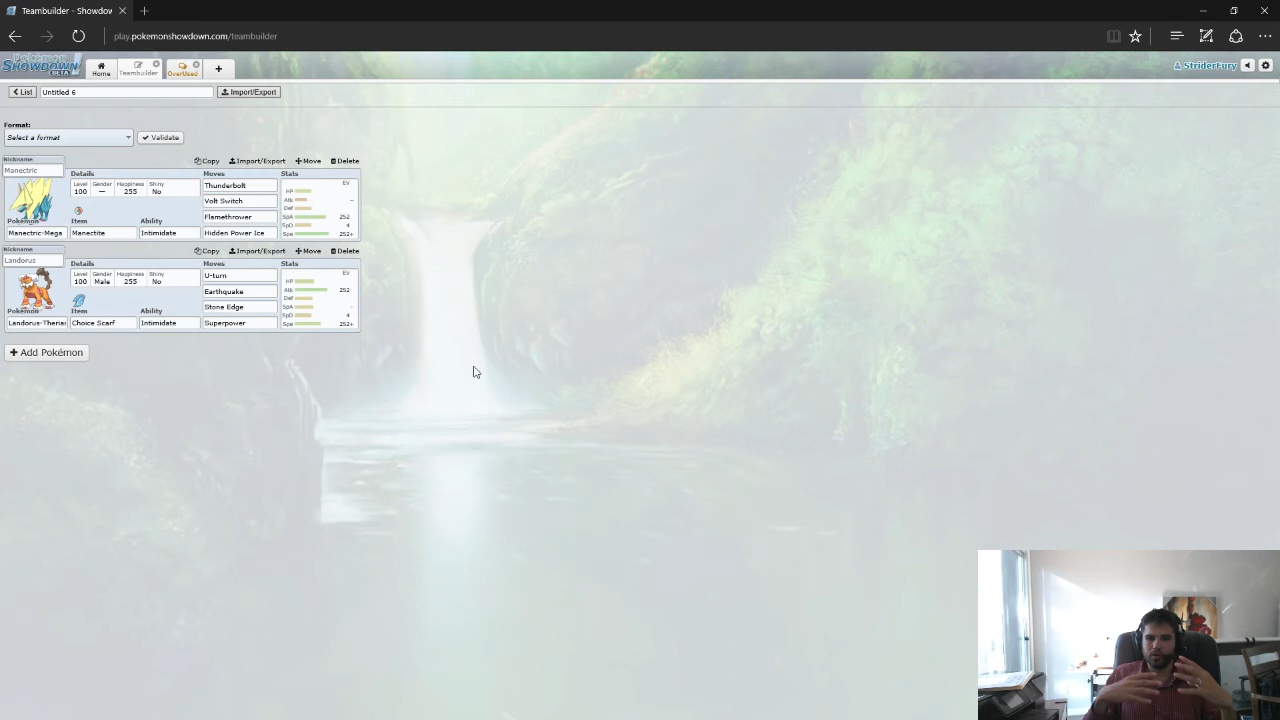 Teambuilder - Showdow
play.pokemonshowdown.com/teambuilder
Pokémon
SHOWDOWN! BETA
Home
Teambuilder
OverUsed
StriderFury
List
Untitled 6
Import/Export
Format:
Select a format
Validate
Copy Import/Export Move Delete
Nickname
Manectric
Details
Moves
Stats
Level Gender Happiness Shiny
100 — 255 No
Pokémon
Item
Ability
Manectric-Mega
Manectite
Intimidate
Thunderbolt
Volt Switch
Flamethrower
Hidden Power Ice
EV
HP
Atk --
Def
SpA 252
SpD 4
Spe 252+
Copy Import/Export Move Delete
Nickname
Landorus
Details
Moves
Stats
Level Gender Happiness Shiny
100 Male 255 No
Pokémon
Item
Ability
Landorus-Therian
Choice Scarf
Intimidate
U-turn
Earthquake
Stone Edge
Superpower
EV
HP
Atk 252
Def
SpA --
SpD 4
Spe 252+
Add Pokémon